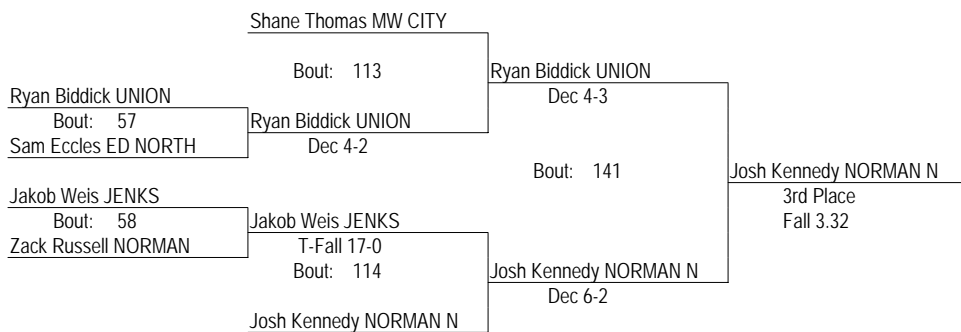 Shane Thomas MW CITY
Bout: 113
Ryan Biddick UNION
Dec 4-3
Ryan Biddick UNION
Bout: 57
Sam Eccles ED NORTH
Ryan Biddick UNION
Dec 4-2
Bout: 141
Josh Kennedy NORMAN N
3rd Place
Fall 3.32
Jakob Weis JENKS
Bout: 58
Zack Russell NORMAN
Jakob Weis JENKS
T-Fall 17-0
Bout: 114
Josh Kennedy NORMAN N
Dec 6-2
Josh Kennedy NORMAN N